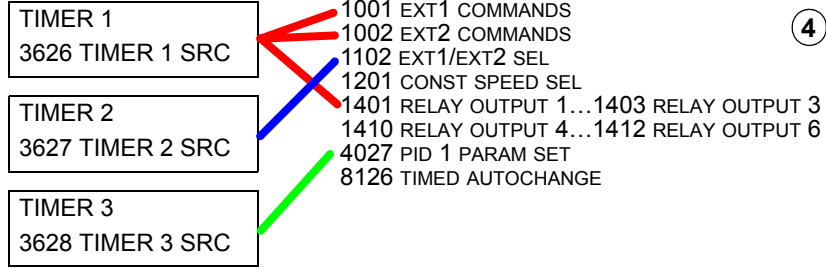 TIMER 1
3626 TIMER 1 SRC
TIMER 2
3627 TIMER 2 SRC
TIMER 3
3628 TIMER 3 SRC
1001 EXT1 COMMANDS
1002 EXT2 COMMANDS
1102 EXT1/EXT2 SEL
1201 CONST SPEED SEL
1401 RELAY OUTPUT 1…1403 RELAY OUTPUT 3
1410 RELAY OUTPUT 4…1412 RELAY OUTPUT 6
4027 PID 1 PARAM SET
8126 TIMED AUTOCHANGE
4